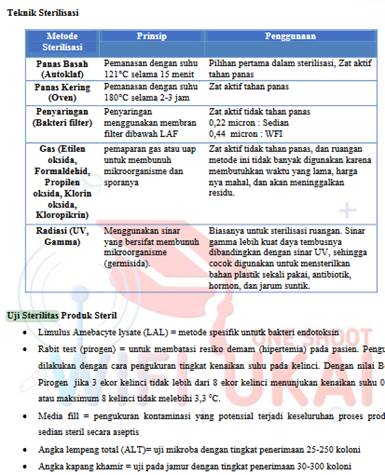 Teknik Sterilisasi
Metode Sterilisasi Prinsip Penggunaan
Panas Basah (Autoklaf) Pemanasan dengan suhu 121°C selama 15 menit Pilihan pertama dalam sterilisasi, Zat aktif tahan panas
Panas Kering (Oven) Pemanasan dengan suhu 180°C selama 2-3 jam Zat aktif tahan panas
Penyaringan (Bakteri filter) Penyaringan menggunakan membran filter dibawah LAF Zat aktif tidak tahan panas
0,22 micron : Sedian
0,44 micron : WFI
Gas (Etilen oksida, Formaldehid, Propilen oksida, Klorin oksida, Kloropikrin) pemaparan gas atau uap untuk membunuh mikroorganisme dan sporanya Zat aktif tidak tahan panas, dan ruangan metode ini tidak banyak digunakan karena membutuhkan waktu yang lama, harga nya mahal, dan akan meninggalkan residu.
Radiasi (UV, Gamma) Menggunakan sinar yang bersifat membunuh mikroorganisme (germisida). Biasanya untuk sterilisasi ruangan. Sinar gamma lebih kuat daya tembusnya dibandingkan dengan sinar UV, sehingga cocok digunakan untuk mensterilkan bahan plastik sekali pakai, antibiotik, hormon, dan jarum suntik.
Uji Sterilitas Produk Steril
• Limulus Amebacyte lysate (LAL) = metode spesifik untutk bakteri endotoksin
• Rabit test (pirogen) = untuk membatasi resiko demam (hipertemia) pada pasien. Pengu
dilakukan dengan cara pengukuran tingkat kenaikan suhu pada kelinci. Dengan nilai B
Pirogen jika 3 ekor kelinci tidak lebih dari 8 ekor kelinci menunjukan kenaikan suhu 0
atau maksimum 8 kelinci tidak melebihi 3,3 °C.
• Media fill = pengukuran kontaminasi yang potensial terjadi keseluruhan proses prod
sedian steril secara aseptis
• Angka lempeng total (ALT)= uji mikroba dengan tingkat penerimaan 25-250 koloni
• Angka kapang khamir = uji pada jamur dengan tingkat penerimaan 30-300 koloni
ONE SHOOT
UKAI